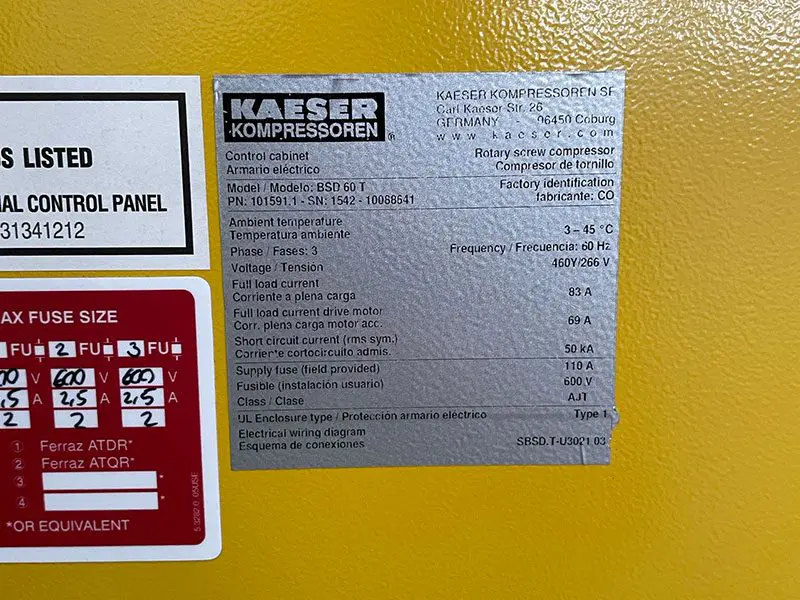 S LISTED
AL CONTROL PANEL
31341212
AX FUSE SIZE
FU 2 FU 3 FU
V 600 V 600 V
A 2,5 A 2,5 A
2 2 2
1 Ferraz ATDR*
2 Ferraz ATQR*
3 *
4 *
*OR EQUIVALENT
KAESER
KOMPRESSOREN ®
KAESER KOMPRESSOREN SE
Carl Kaeser Str. 26
GERMANY - 96450 Coburg
www.kaeser.com
Control cabinet Rotary screw compressor
Armario eléctrico Compresor de tornillo
Model / Modelo: BSD 60 T Factory identification
PN: 101591.1 - SN: 1542 - 10088641 fabricante: CO
Ambient temperature
Temperatura ambiente 3 – 45 °C
Phase / Fases: 3 Frequency / Frecuencia: 60 Hz
Voltage / Tensión 460Y/266 V
Full load current
Corriente a plena carga 83 A
Full load current drive motor
Corr. plena carga motor acc. 69 A
Short circuit current (rms sym.)
Corriente cortocircuito admis. 50 kA
Supply fuse (field provided) 110 A
Fusible (instalación usuario) 600 V
Class / Clase AJT
UL Enclosure type / Protección armario eléctrico Type 1
Electrical wiring diagram
Esquema de conexiones SBSD.T-U3021.03